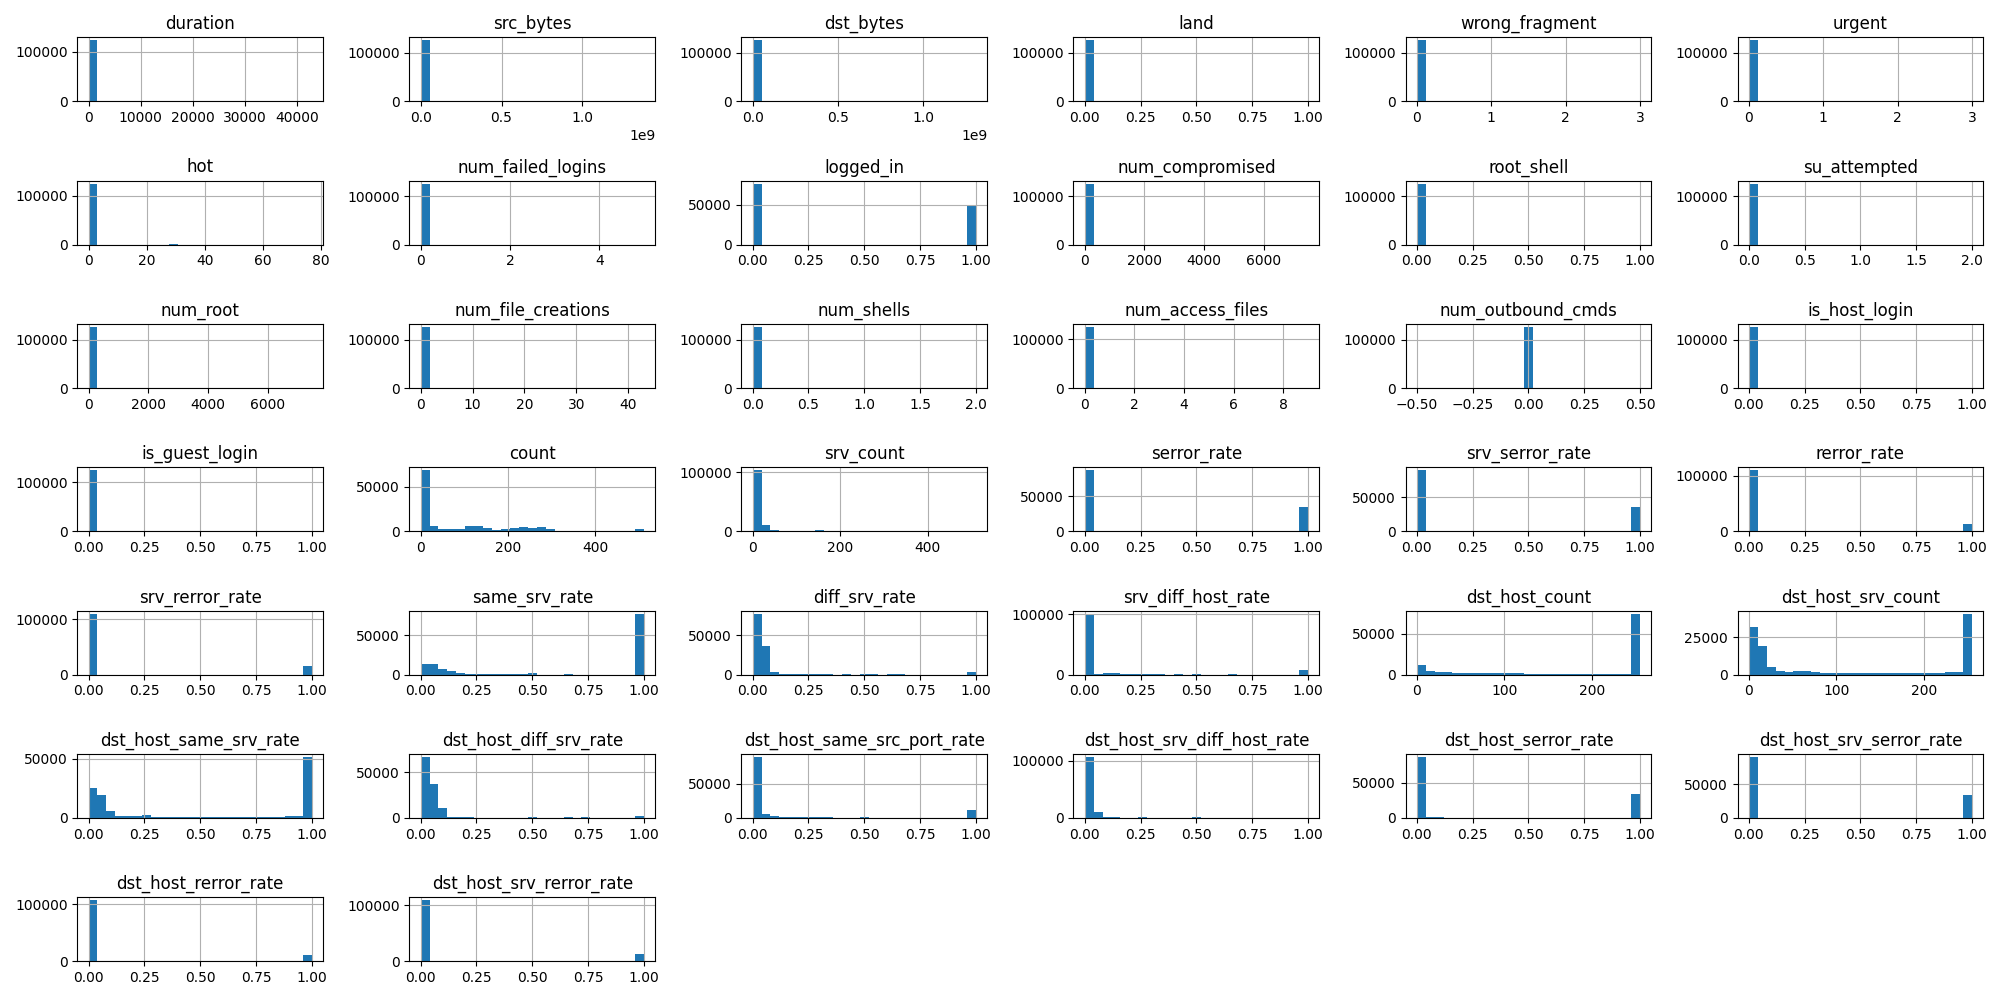 duration src_bytes dst_bytes land wrong_fragment urgent
100000 100000 100000 100000 100000 100000
0 0 0 0 0 0
0 10000 20000 30000 40000 0.0 0.5 1.0 0.0 0.5 1.0 0.00 0.25 0.50 0.75 1.00 0 1 2 3 0 1 2 3
1e9 1e9
hot num_failed_logins logged_in num_compromised root_shell su_attempted
100000 100000 50000 100000 100000 100000
0 0 0 0 0 0
0 20 40 60 80 0 2 4 0.00 0.25 0.50 0.75 1.00 0 2000 4000 6000 0.00 0.25 0.50 0.75 1.00 0.0 0.5 1.0 1.5 2.0
num_root num_file_creations num_shells num_access_files num_outbound_cmds is_host_login
100000 100000 100000 100000 100000 100000
0 0 0 0 0 0
0 2000 4000 6000 0 10 20 30 40 0.0 0.5 1.0 1.5 2.0 0 2 4 6 8 −0.50 −0.25 0.00 0.25 0.50 0.00 0.25 0.50 0.75 1.00
is_guest_login count srv_count serror_rate srv_serror_rate rerror_rate
100000 50000 100000 50000 50000 100000
0 0 0 0 0 0
0.00 0.25 0.50 0.75 1.00 0 200 400 0 200 400 0.00 0.25 0.50 0.75 1.00 0.00 0.25 0.50 0.75 1.00 0.00 0.25 0.50 0.75 1.00
srv_rerror_rate same_srv_rate diff_srv_rate srv_diff_host_rate dst_host_count dst_host_srv_count
100000 50000 50000 100000 50000 25000
0 0 0 0 0 0
0.00 0.25 0.50 0.75 1.00 0.00 0.25 0.50 0.75 1.00 0.00 0.25 0.50 0.75 1.00 0.00 0.25 0.50 0.75 1.00 0 100 200 0 100 200
dst_host_same_srv_rate dst_host_diff_srv_rate dst_host_same_src_port_rate dst_host_srv_diff_host_rate dst_host_serror_rate dst_host_srv_serror_rate
50000 50000 50000 100000 50000 50000
0 0 0 0 0 0
0.00 0.25 0.50 0.75 1.00 0.00 0.25 0.50 0.75 1.00 0.00 0.25 0.50 0.75 1.00 0.00 0.25 0.50 0.75 1.00 0.00 0.25 0.50 0.75 1.00 0.00 0.25 0.50 0.75 1.00
dst_host_rerror_rate dst_host_srv_rerror_rate
100000 100000
0 0
0.00 0.25 0.50 0.75 1.00 0.00 0.25 0.50 0.75 1.00